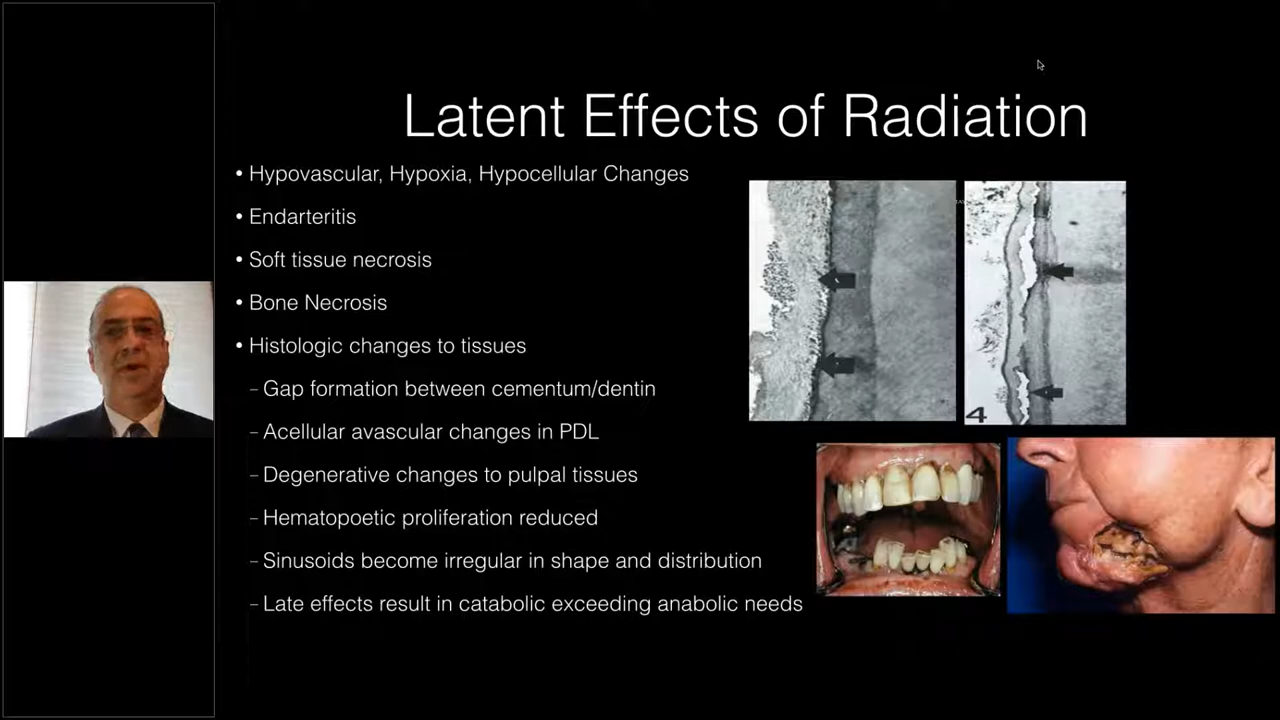 Latent Effects of Radiation
• Hypovascular, Hypoxia, Hypocellular Changes
• Endarteritis
• Soft tissue necrosis
• Bone Necrosis
• Histologic changes to tissues
– Gap formation between cementum/dentin
– Acellular avascular changes in PDL
– Degenerative changes to pulpal tissues
– Hematopoetic proliferation reduced
– Sinusoids become irregular in shape and distribution
– Late effects result in catabolic exceeding anabolic needs
4